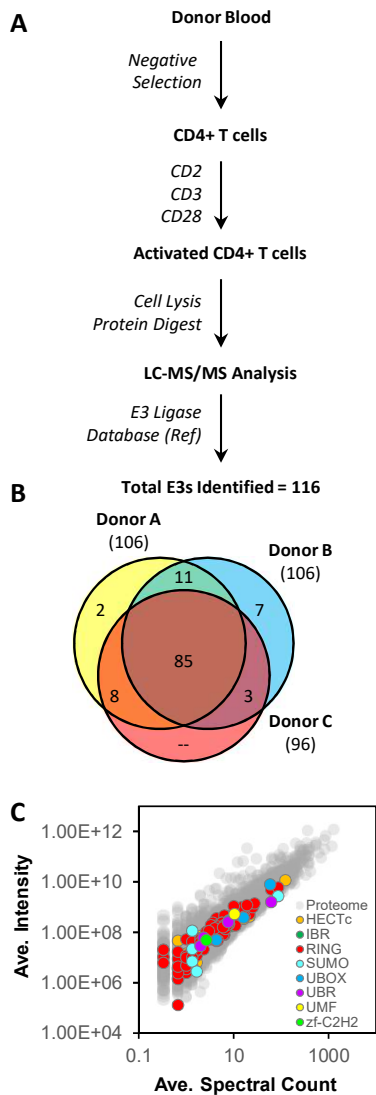 A
Donor Blood
Negative
Selection
CD4+ T cells
CD2
CD3
CD28
Activated CD4+ T cells
Cell Lysis
Protein Digest
LC-MS/MS Analysis
E3 Ligase
Database (Ref)
B
Total E3s Identified = 116
Donor A
(106)
Donor B
(106)
11
2
7
85
8
3
Donor C
(96)
--
C
Ave. Intensity
1.00E+12
1.00E+10
1.00E+08
1.00E+06
1.00E+04
Proteome
HECTc
IBR
RING
SUMO
UBOX
UBR
UMF
zf-C2H2
0.1
10
1000
Ave. Spectral Count